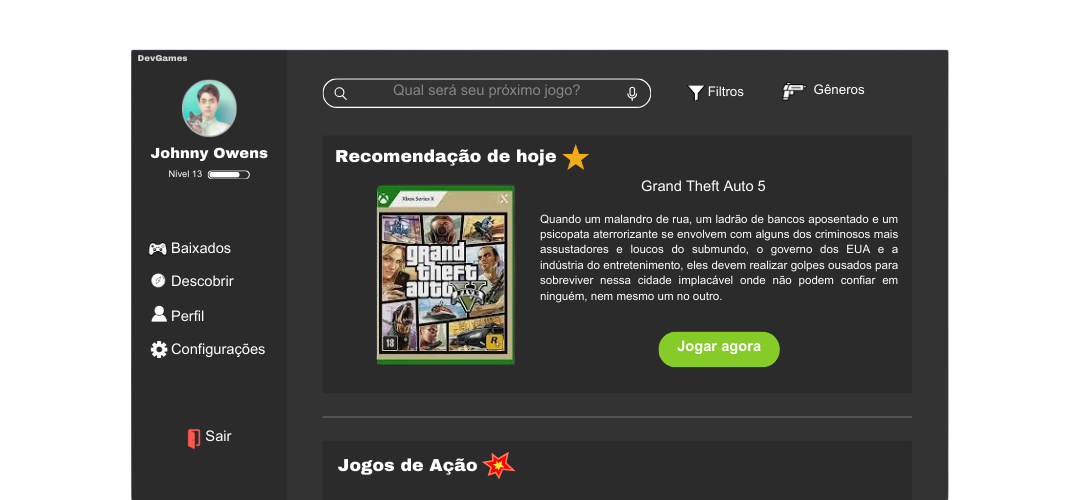 DevGames
Johnny Owens
Nível 13
Baixados
Descobrir
Perfil
Configurações
Sair
Qual será seu próximo jogo?
Filtros
Gêneros
Recomendação de hoje
Xbox Series X
grand
theft
auto
V
18
R
Grand Theft Auto 5
Quando um malandro de rua, um ladrão de bancos aposentado e um
psicopata aterrorizante se envolvem com alguns dos criminosos mais
assustadores e loucos do submundo, o governo dos EUA e a
indústria do entretenimento, eles devem realizar golpes ousados para
sobreviver nessa cidade implacável onde não podem confiar em
ninguém, nem mesmo um no outro.
Jogar agora
Jogos de Ação